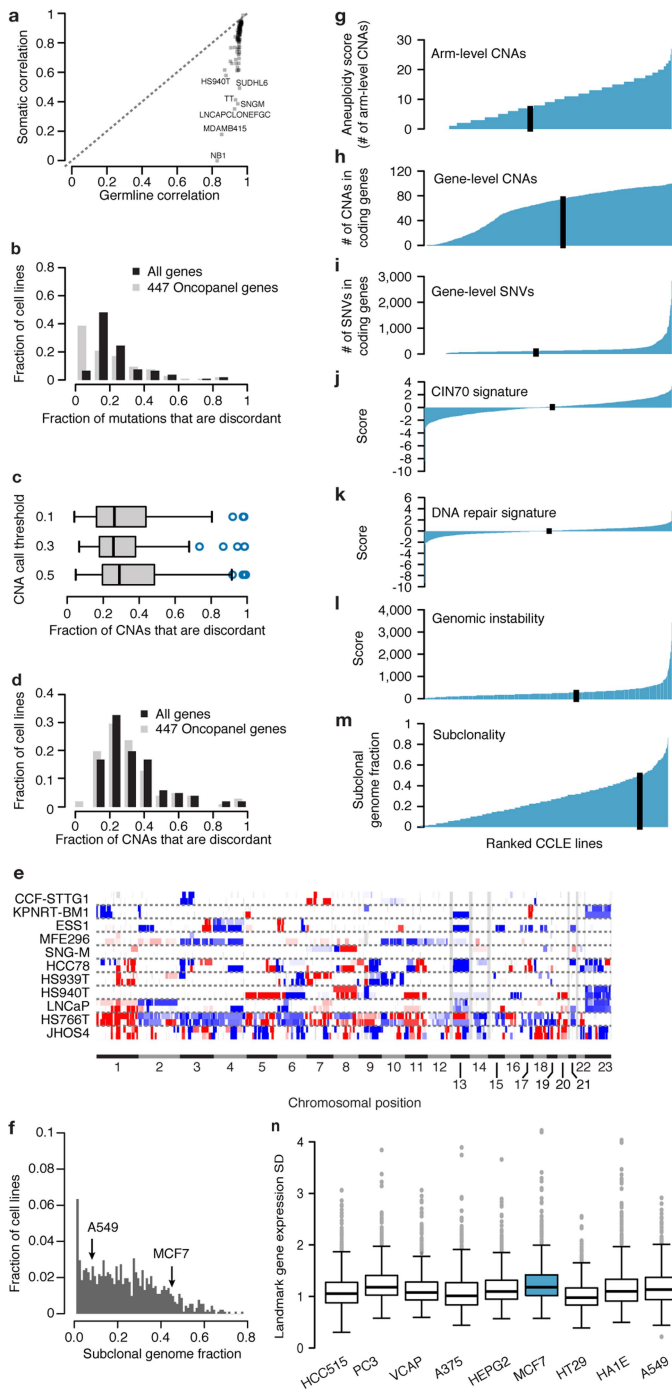 a
Somatic correlation
1
0.8
0.6
0.4
0.2
0
HS940T
SUDHL6
TT
SNGM
LNCAPCLONEFGC
MDAMB415
NB1
0 0.2 0.4 0.6 0.8 1
Germline correlation
b
Fraction of cell lines
0.8
0.6
0.4
0.2
0
All genes
447 Oncopanel genes
0 0.2 0.4 0.6 0.8 1
Fraction of mutations that are discordant
c
CNA call threshold
0.1
0.3
0.5
0 0.2 0.4 0.6 0.8 1
Fraction of CNAs that are discordant
d
Fraction of cell lines
0.4
0.3
0.2
0.1
0
All genes
447 Oncopanel genes
0 0.2 0.4 0.6 0.8 1
Fraction of CNAs that are discordant
g
Aneuploidy score
(# of arm-level CNAs)
30
20
10
0
Arm-level CNAs
h
# of CNAs in
coding genes
120
80
40
0
Gene-level CNAs
i
# of SNVs in
coding genes
3,000
2,000
1,000
0
Gene-level SNVs
j
Score
4
2
0
-2
-4
-6
-8
-10
CIN70 signature
k
Score
6
4
2
0
-2
-4
-6
-8
-10
DNA repair signature
l
Score
4,000
3,000
2,000
1,000
0
Genomic instability
m
Subclonal
genome fraction
1
0.8
0.6
0.4
0.2
0
Subclonality
Ranked CCLE lines
e
CCF-STTG1
KPNRT-BM1
ESS1
MFE296
SNG-M
HCC78
HS939T
HS940T
LNCaP
HS766T
JHOS4
1 2 3 4 5 6 7 8 9 10 11 12 14 16 18 22 23
13 15 17 19 20 21
Chromosomal position
f
Fraction of cell lines
0.1
0.08
0.06
0.04
0.02
0
A549
MCF7
0 0.2 0.4 0.6 0.8
Subclonal genome fraction
n
Landmark gene expression SD
4
3
2
1
0
HCC515 PC3 VCAP A375 HEPG2 MCF7 HT29 HA1E A549